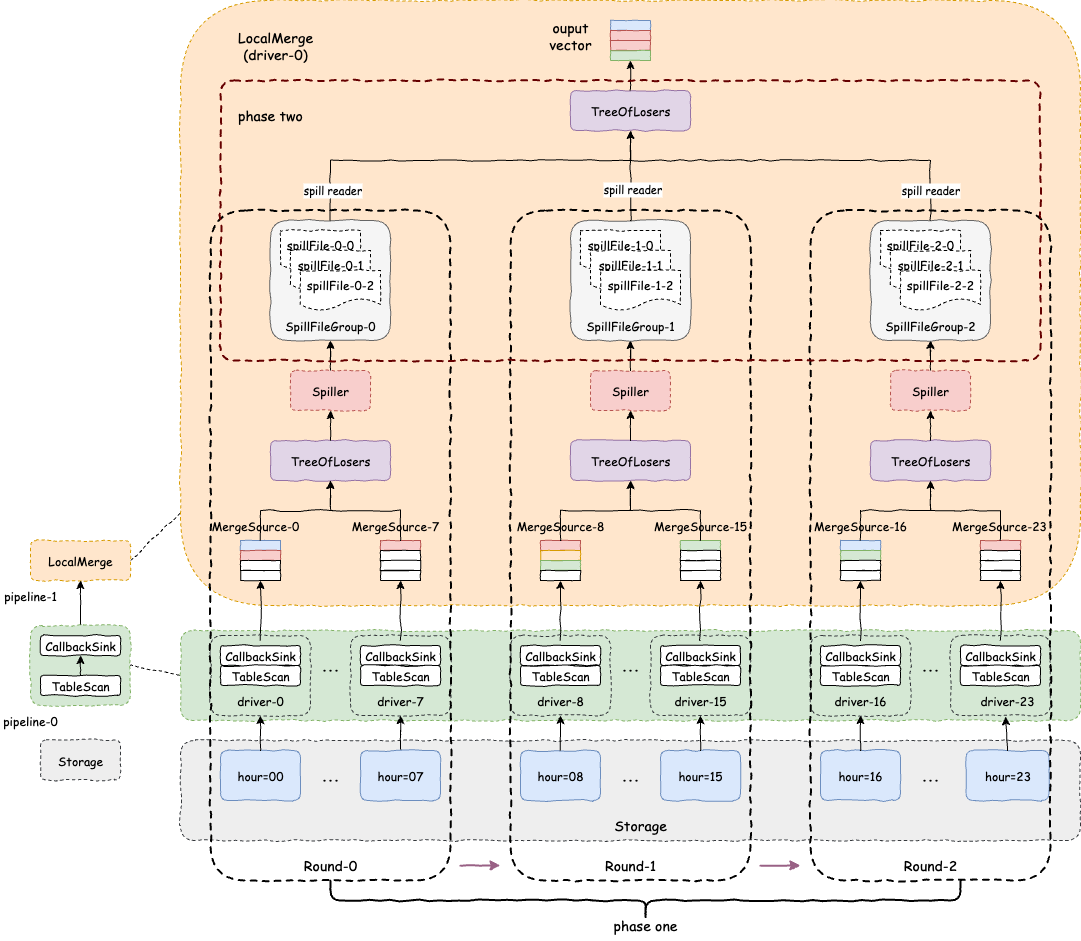 LocalMerge
(driver-0)
ouput
vector
phase two
TreeOfLosers
spill reader
spill reader
spill reader
spillFile-0-0
spillFile-0-1
spillFile-0-2
SpillFileGroup-0
spillFile-1-0
spillFile-1-1
spillFile-1-2
SpillFileGroup-1
spillFile-2-0
spillFile-2-1
spillFile-2-2
SpillFileGroup-2
Spiller
Spiller
Spiller
TreeOfLosers
TreeOfLosers
TreeOfLosers
MergeSource-0
MergeSource-7
MergeSource-8
MergeSource-15
MergeSource-16
MergeSource-23
LocalMerge
pipeline-1
CallbackSink
TableScan
pipeline-0
Storage
CallbackSink
TableScan
driver-0
...
CallbackSink
TableScan
driver-7
CallbackSink
TableScan
driver-8
...
CallbackSink
TableScan
driver-15
CallbackSink
TableScan
driver-16
...
CallbackSink
TableScan
driver-23
hour=00
...
hour=07
hour=08
...
hour=15
hour=16
...
hour=23
Storage
Round-0
Round-1
Round-2
phase one